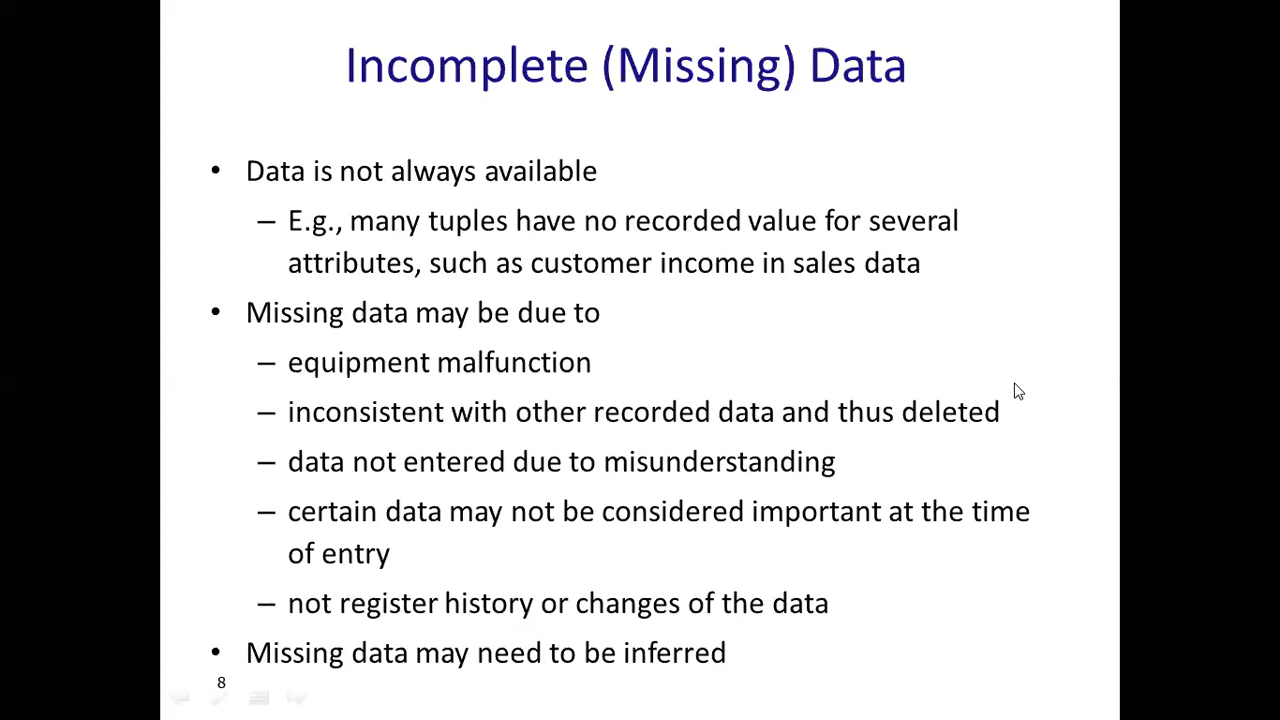 Incomplete (Missing) Data
• Data is not always available
– E.g., many tuples have no recorded value for several
attributes, such as customer income in sales data
• Missing data may be due to
– equipment malfunction
– inconsistent with other recorded data and thus deleted
– data not entered due to misunderstanding
– certain data may not be considered important at the time
of entry
– not register history or changes of the data
• Missing data may need to be inferred
8